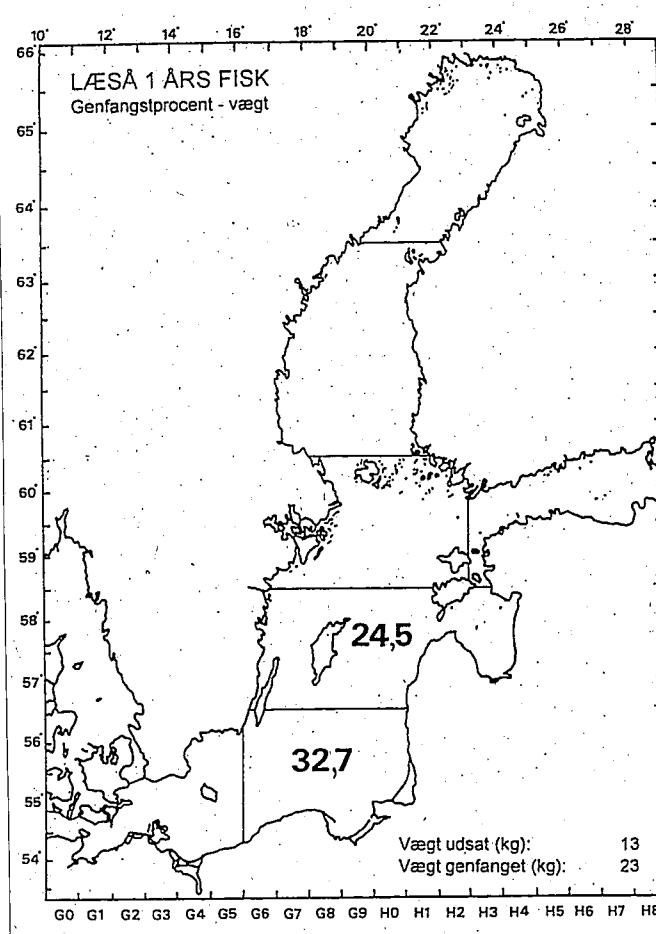 10° 12° 14° 16° 18° 20° 22° 24° 26° 28°
66°
LÆSÅ 1 ÅRS FISK
Genfangstprocent - vægt
65°
64°
63°
62°
61°
60°
59°
58°
24,5
57°
56°
32,7
55°
Vægt udsat (kg): 13
Vægt genfanget (kg): 23
54°
G0 G1 G2 G3 G4 G5 G6 G7 G8 G9 H0 H1 H2 H3 H4 H5 H6 H7 H8